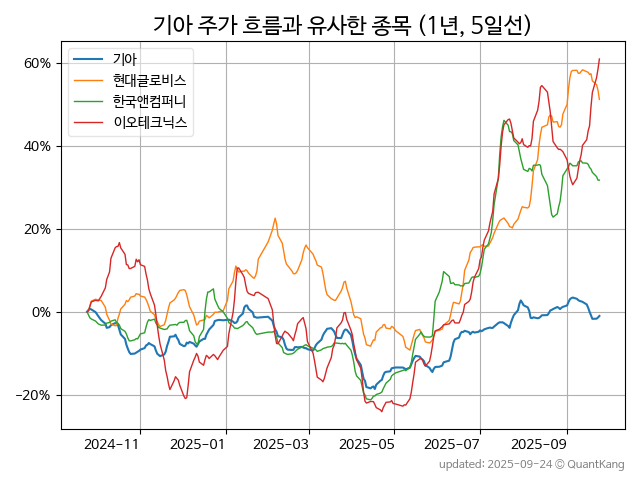 기아 주가 흐름과 유사한 종목 (1년, 5일선)
기아
현대글로비스
한국앤컴퍼니
이오테크닉스
60%
40%
20%
0%
−20%
2024-11 2025-01 2025-03 2025-05 2025-07 2025-09
updated: 2025-09-24 © QuantKang